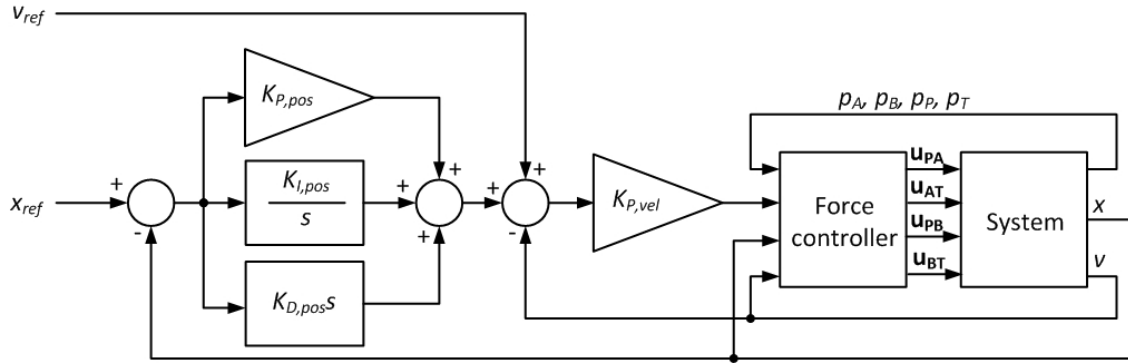 v_ref
K_P,pos
p_A, p_B, p_P, p_T
+
+
+
u_PA
x_ref
+
-
K_I,pos
s
+
+
+
-
K_P,vel
Force
controller
u_AT
u_PB
u_BT
System
x
v
K_D,pos s